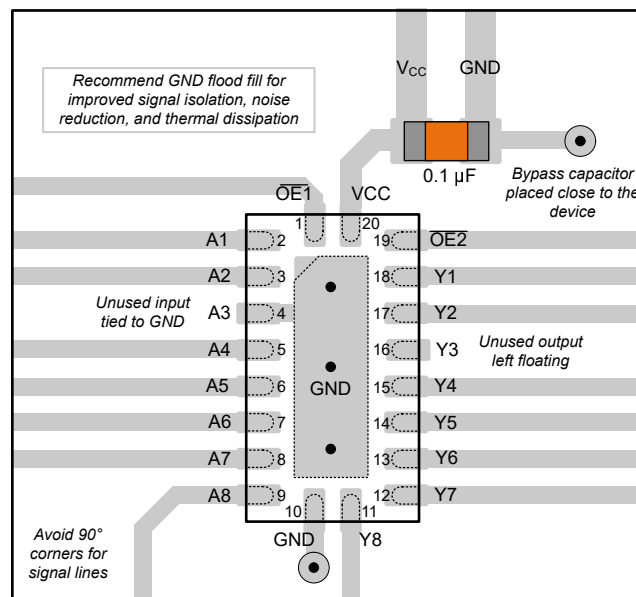 Recommend GND flood fill for
improved signal isolation, noise
reduction, and thermal dissipation
VCC GND
0.1 µF
Bypass capacitor
placed close to the
device
OE1 VCC
1 20
A1 2 19 OE2
A2 3 18 Y1
Unused input
tied to GND
A3 4 17 Y2
A4 5 16 Y3
Unused output
left floating
A5 6 GND 15 Y4
A6 7 14 Y5
A7 8 13 Y6
A8 9 12 Y7
10 11
GND Y8
Avoid 90°
corners for
signal lines